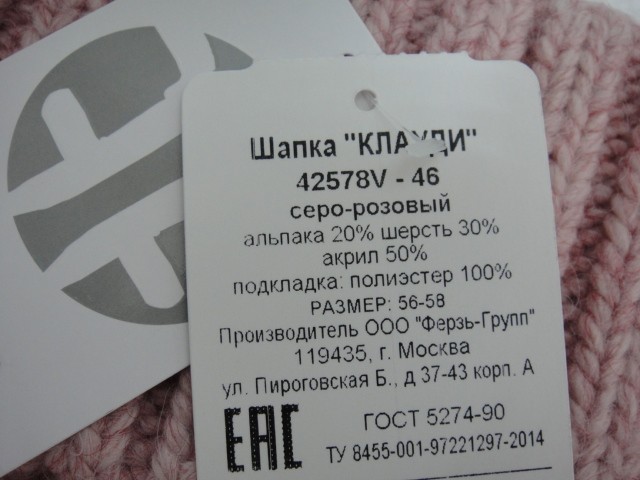 Шапка "КЛАУДИ"
42578V - 46
серо-розовый
альпака 20% шерсть 30%
акрил 50%
подкладка: полиэстер 100%
РАЗМЕР: 56-58
Производитель ООО "Ферзь-Групп"
119435, г. Москва
ул. Пироговская Б., д 37-43 корп. А
ЕАС ГОСТ 5274-90
ТУ 8455-001-97221297-2014